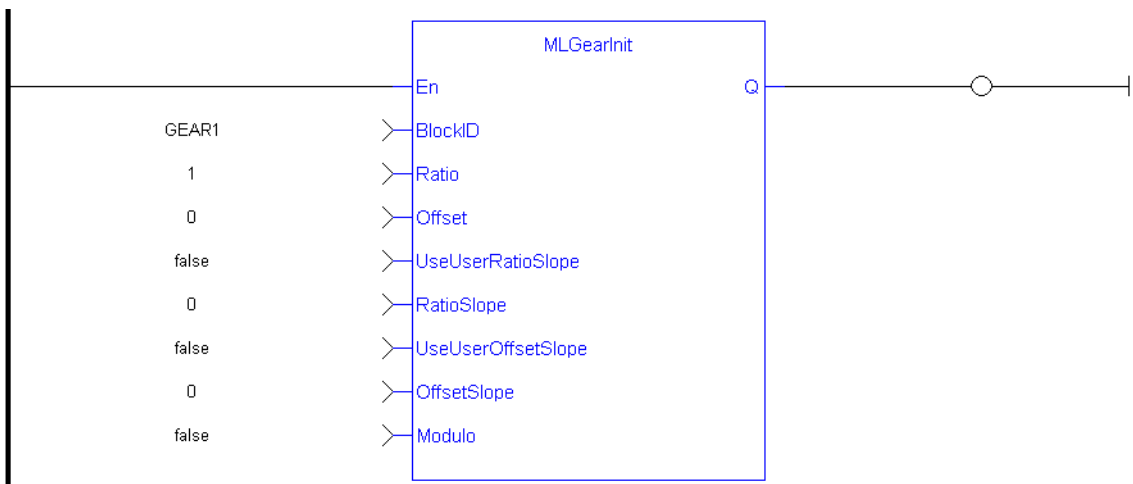 MLGearInit
En Q
GEAR1 BlockID
1 Ratio
0 Offset
false UseUserRatioSlope
0 RatioSlope
false UseUserOffsetSlope
0 OffsetSlope
false Modulo